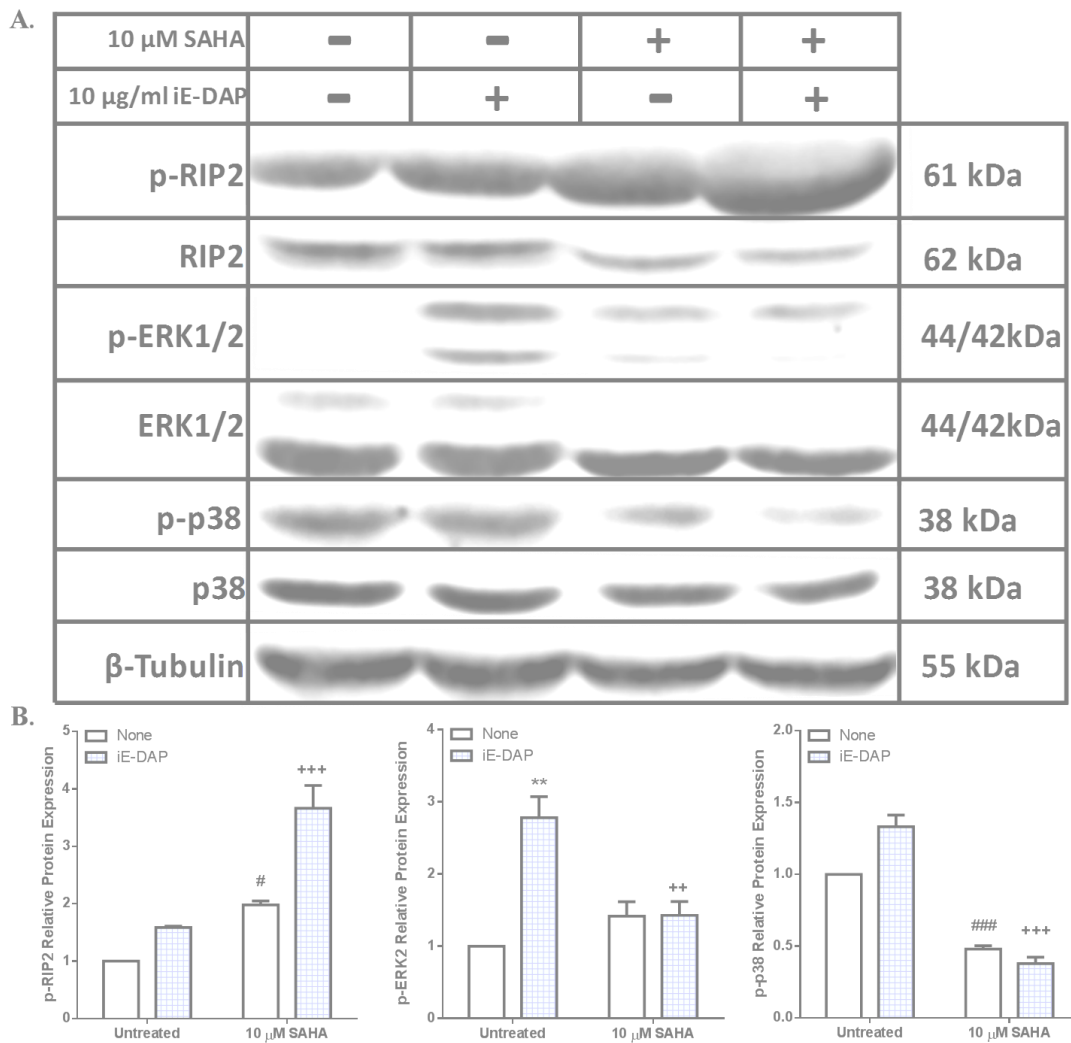 A.
10 µM SAHA - - + +
10 µg/ml iE-DAP - + - +
p-RIP2 61 kDa
RIP2 62 kDa
p-ERK1/2 44/42kDa
ERK1/2 44/42kDa
p-p38 38 kDa
p38 38 kDa
β-Tubulin 55 kDa
B.
p-RIP2 Relative Protein Expression
5
4
3
2
1
0
None
iE-DAP
#
+++
Untreated
10 µM SAHA
p-ERK2 Relative Protein Expression
4
3
2
1
0
None
iE-DAP
**
++
Untreated
10 µM SAHA
p-p38 Relative Protein Expression
2.0
1.5
1.0
0.5
0.0
None
iE-DAP
###
+++
Untreated
10 µM SAHA